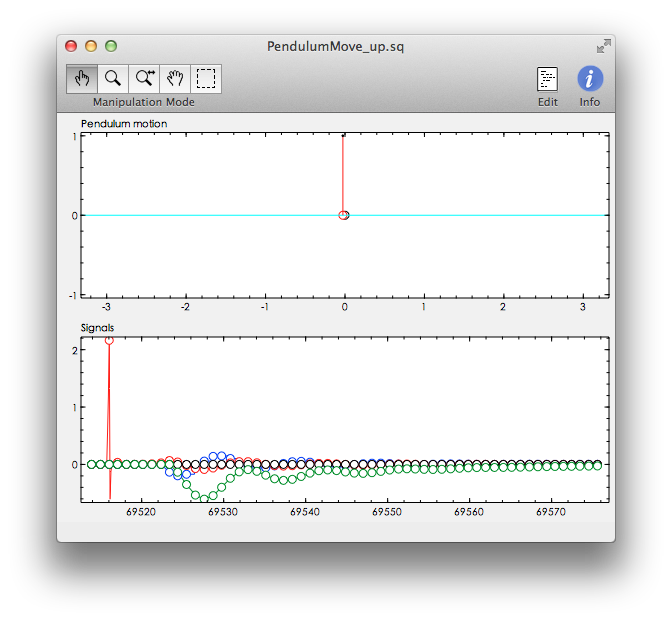 PendulumMove_up.sq
Manipulation Mode
Edit
Info
Pendulum motion
1
0
-1
-3 -2 -1 0 1 2 3
Signals
2
1
0
69520 69530 69540 69550 69560 69570